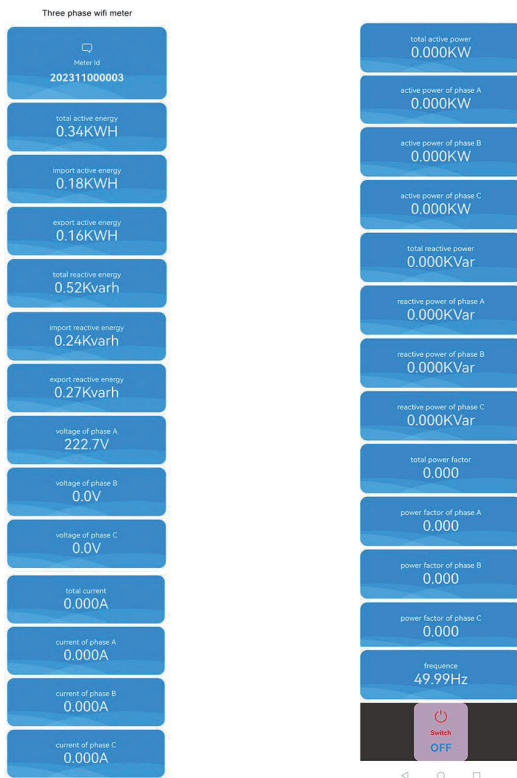 Three phase wifi meter
Meter Id
202311000003
total active energy
0.34KWH
import active energy
0.18KWH
export active energy
0.16KWH
total reactive energy
0.52Kvarh
import reactive energy
0.24Kvarh
export reactive energy
0.27Kvarh
voltage of phase A
222.7V
voltage of phase B
0.0V
voltage of phase C
0.0V
total current
0.000A
current of phase A
0.000A
current of phase B
0.000A
current of phase C
0.000A
total active power
0.000KW
active power of phase A
0.000KW
active power of phase B
0.000KW
active power of phase C
0.000KW
total reactive power
0.000KVar
reactive power of phase A
0.000KVar
reactive power of phase B
0.000KVar
reactive power of phase C
0.000KVar
total power factor
0.000
power factor of phase A
0.000
power factor of phase B
0.000
power factor of phase C
0.000
frequence
49.99Hz
Switch
OFF